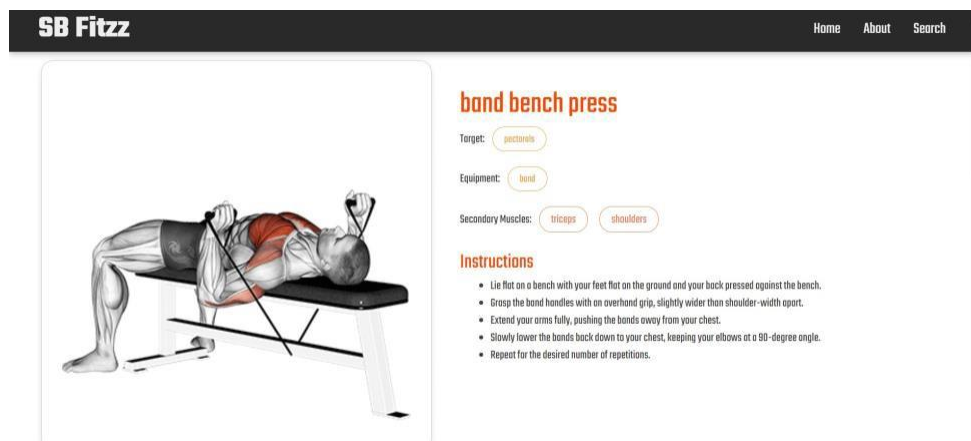 SB Fitzz
Home About Search
band bench press
Target: pectorals
Equipment: band
Secondary Muscles: triceps shoulders
Instructions
Lie flat on a bench with your feet flat on the ground and your back pressed against the bench.
Grasp the band handles with an overhand grip, slightly wider than shoulder-width apart.
Extend your arms fully, pushing the bands away from your chest.
Slowly lower the bands back down to your chest, keeping your elbows at a 90-degree angle.
Repeat for the desired number of repetitions.